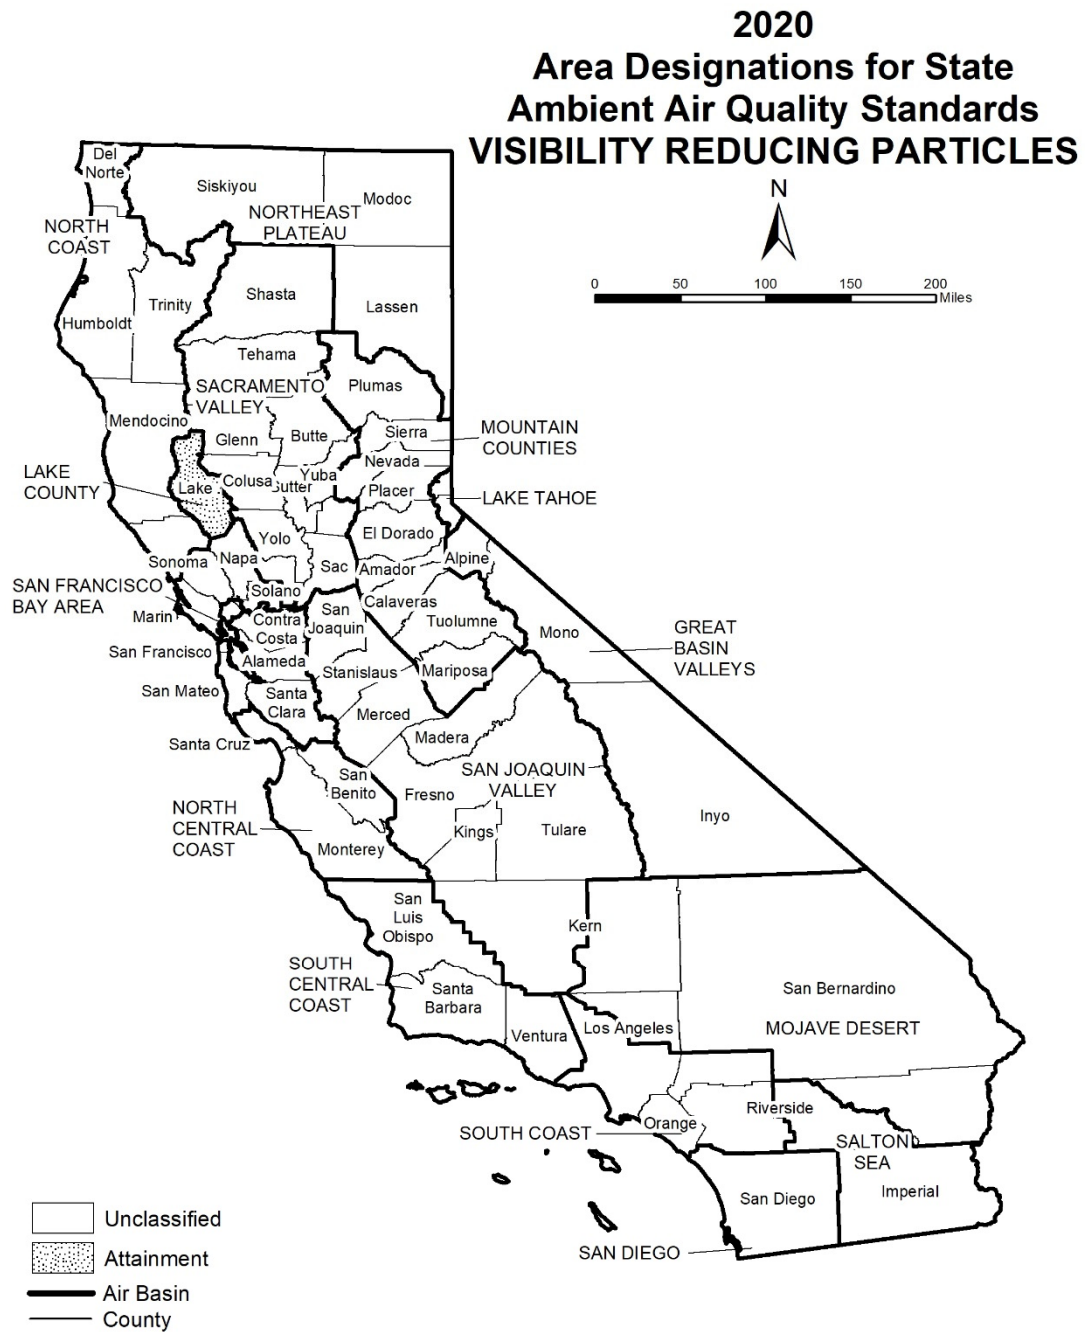 2020
Area Designations for State
Ambient Air Quality Standards
VISIBILITY REDUCING PARTICLES
N
0 50 100 150 200
Miles
Del
Norte
Siskiyou
Modoc
NORTHEAST
PLATEAU
NORTH
COAST
Shasta
Trinity
Lassen
Humboldt
Tehama
Plumas
SACRAMENTO
VALLEY
Mendocino
Glenn
Butte
Sierra
MOUNTAIN
COUNTIES
Nevada
LAKE
COUNTY
Lake
Colusa
Yuba
Sutter
Placer
LAKE TAHOE
Yolo
El Dorado
Sonoma
Napa
Sac
Amador
Alpine
SAN FRANCISCO
BAY AREA
Solano
Marin
Contra
Costa
San
Joaquin
Calaveras
Tuolumne
Mono
GREAT
BASIN
VALLEYS
San Francisco
Alameda
Stanislaus
Mariposa
San Mateo
Santa
Clara
Merced
Santa Cruz
Madera
San
Benito
Fresno
SAN JOAQUIN
VALLEY
NORTH
CENTRAL
COAST
Kings
Tulare
Inyo
Monterey
San
Luis
Obispo
Kern
SOUTH
CENTRAL
COAST
Santa
Barbara
San Bernardino
Ventura
Los Angeles
MOJAVE DESERT
Orange
Riverside
SOUTH COAST
SALTON
SEA
San Diego
Imperial
SAN DIEGO
Unclassified
Attainment
Air Basin
County